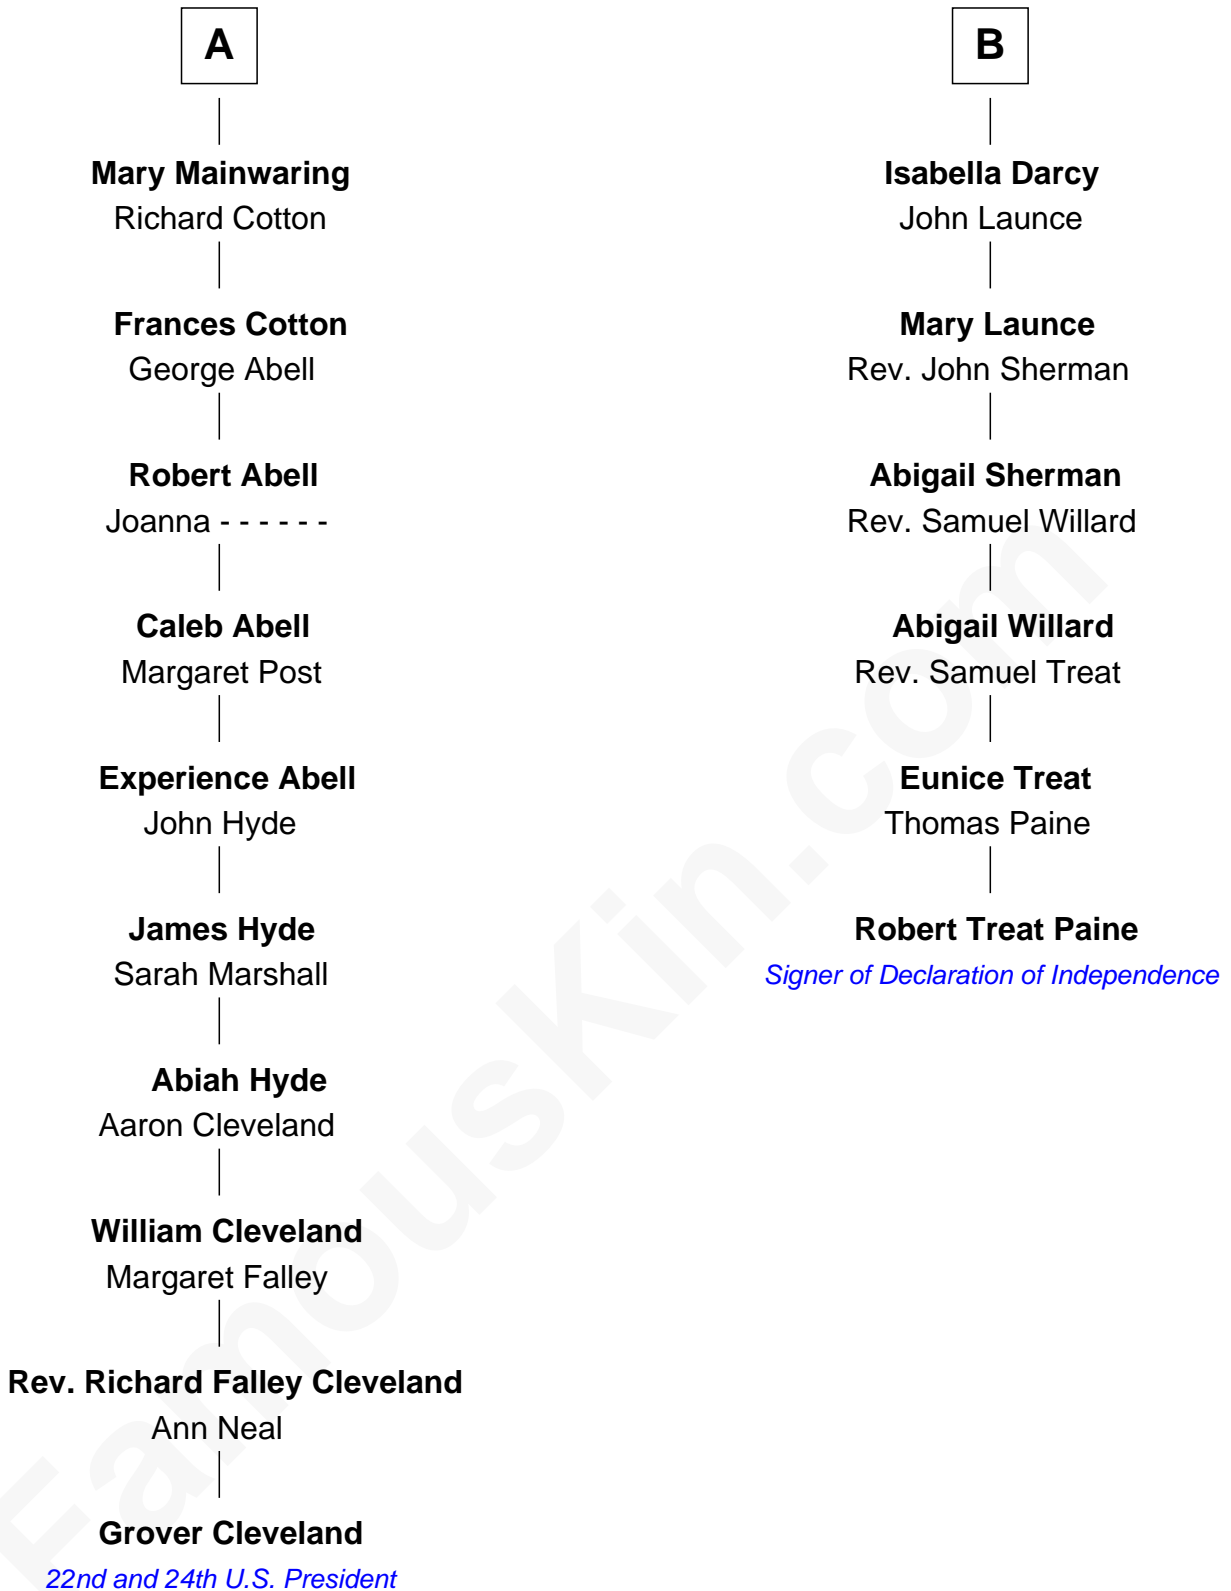 A
Mary Mainwaring
Richard Cotton
Frances Cotton
George Abell
Robert Abell
Joanna - - - - - -
Caleb Abell
Margaret Post
Experience Abell
John Hyde
James Hyde
Sarah Marshall
Abiah Hyde
Aaron Cleveland
William Cleveland
Margaret Falley
Rev. Richard Falley Cleveland
Ann Neal
Grover Cleveland
22nd and 24th U.S. President
B
Isabella Darcy
John Launce
Mary Launce
Rev. John Sherman
Abigail Sherman
Rev. Samuel Willard
Abigail Willard
Rev. Samuel Treat
Eunice Treat
Thomas Paine
Robert Treat Paine
Signer of Declaration of Independence
FamousKin.com